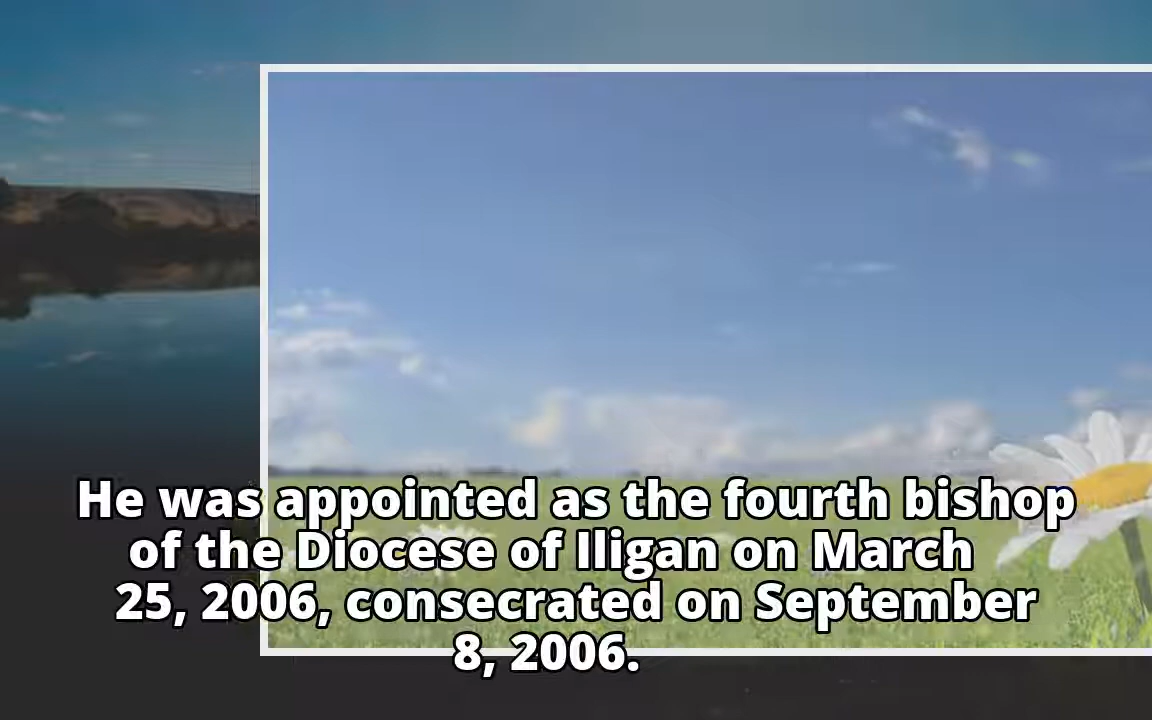 He was appointed as the fourth bishop
of the Diocese of Iligan on March
25, 2006, consecrated on September
8, 2006.